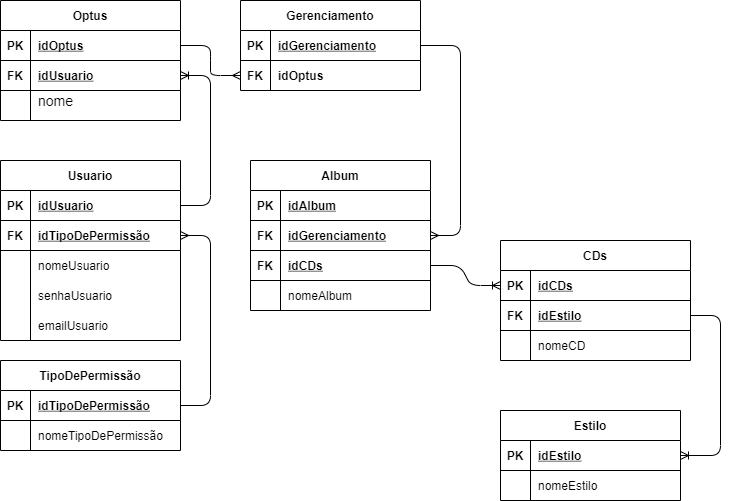 Optus
PK idOptus
FK idUsuario
nome
Gerenciamento
PK idGerenciamento
FK idOptus
Usuario
PK idUsuario
FK idTipoDePermissão
nomeUsuario
senhaUsuario
emailUsuario
Album
PK idAlbum
FK idGerenciamento
FK idCDs
nomeAlbum
CDs
PK idCDs
FK idEstilo
nomeCD
TipoDePermissão
PK idTipoDePermissão
nomeTipoDePermissão
Estilo
PK idEstilo
nomeEstilo